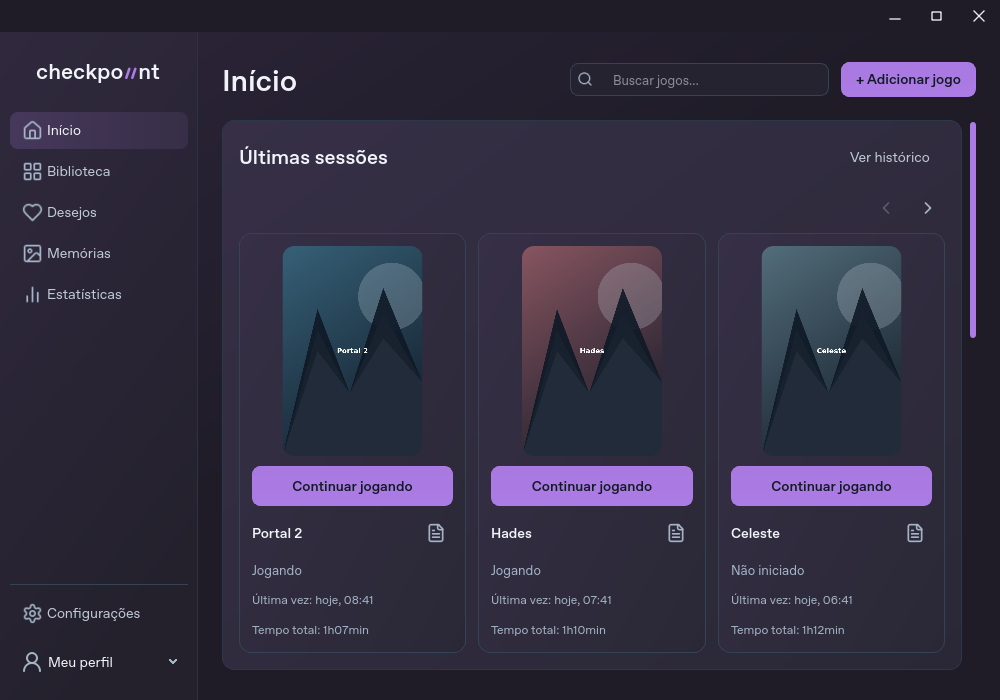 checkpo//nt
Início
Biblioteca
Desejos
Memórias
Estatísticas
Configurações
Meu perfil
Início
Buscar jogos...
+ Adicionar jogo
Últimas sessões
Ver histórico
Portal 2
Hades
Celeste
Continuar jogando
Continuar jogando
Continuar jogando
Portal 2
Hades
Celeste
Jogando
Jogando
Não iniciado
Última vez: hoje, 08:41
Última vez: hoje, 07:41
Última vez: hoje, 06:41
Tempo total: 1h07min
Tempo total: 1h10min
Tempo total: 1h12min